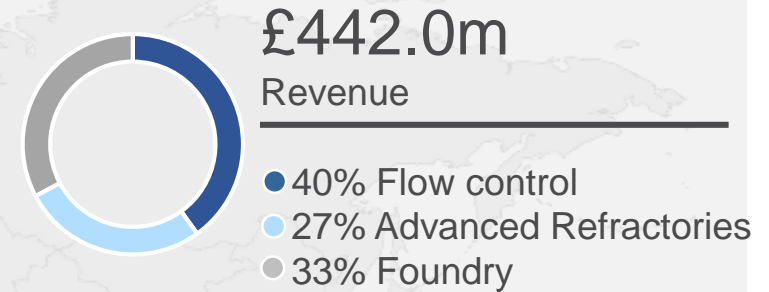 £442.0m
Revenue
40% Flow control
27% Advanced Refractories
33% Foundry